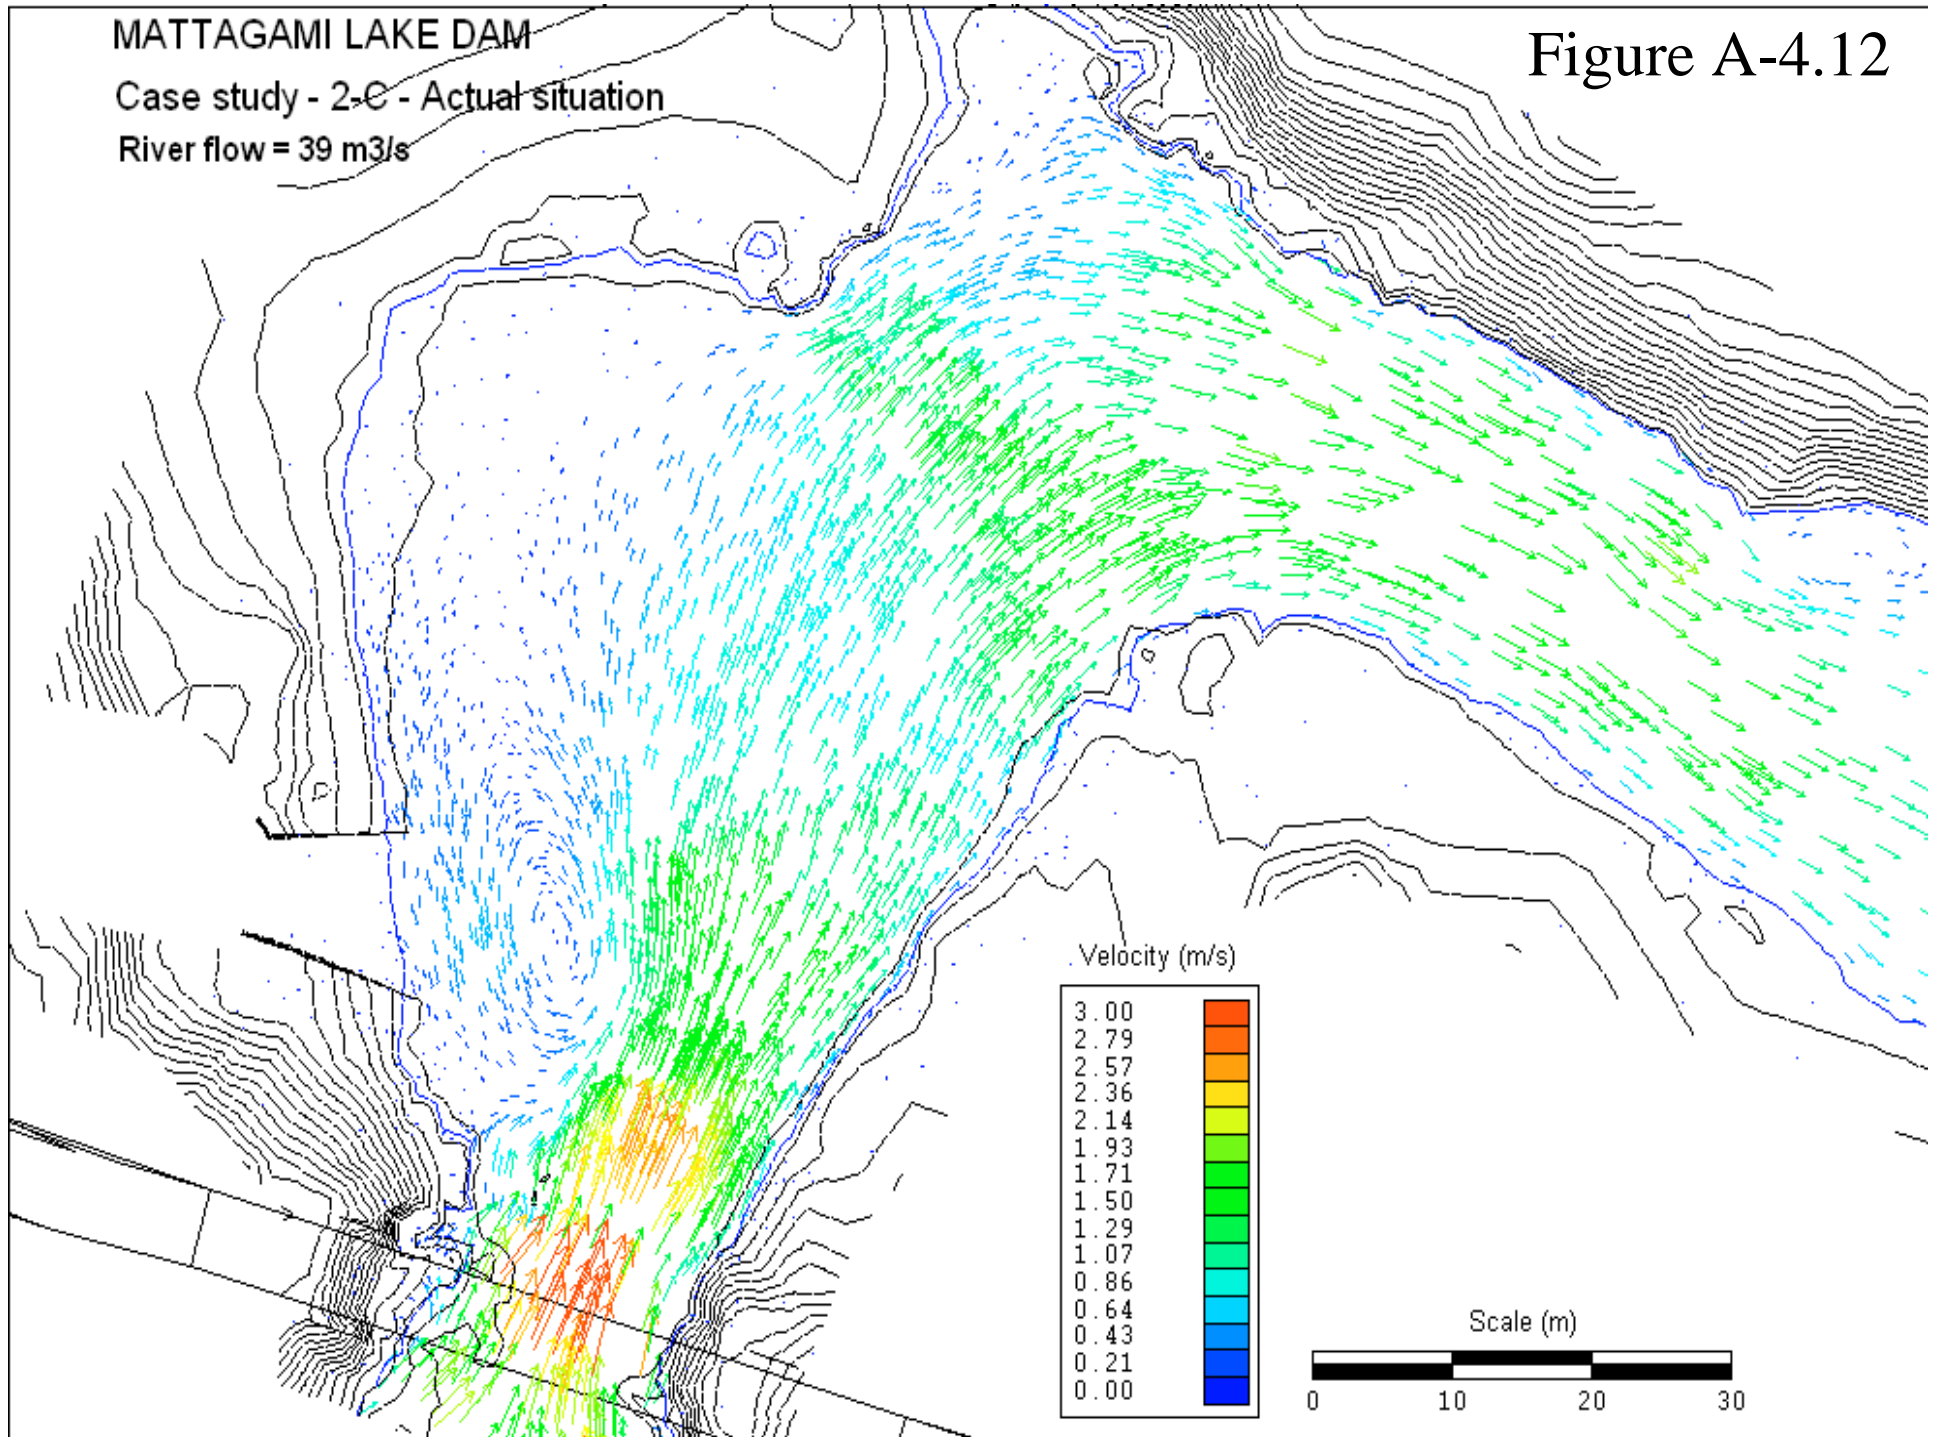 MATTAGAMI LAKE DAM
Case study - 2-C - Actual situation
River flow = 39 m3/s
Figure A-4.12
Velocity (m/s)
3.00
2.79
2.57
2.36
2.14
1.93
1.71
1.50
1.29
1.07
0.86
0.64
0.43
0.21
0.00
Scale (m)
0 10 20 30